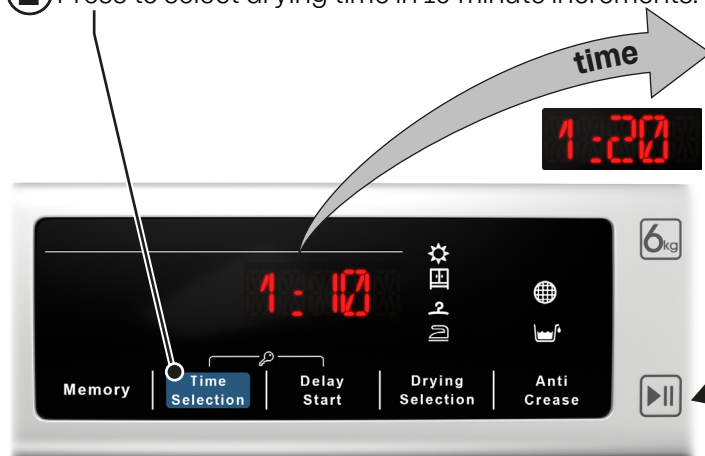 Press to select drying time in 10 minute increments.
time
1:20
6kg
1:10
Memory
Time
Selection
Delay
Start
Drying
Selection
Anti
Crease